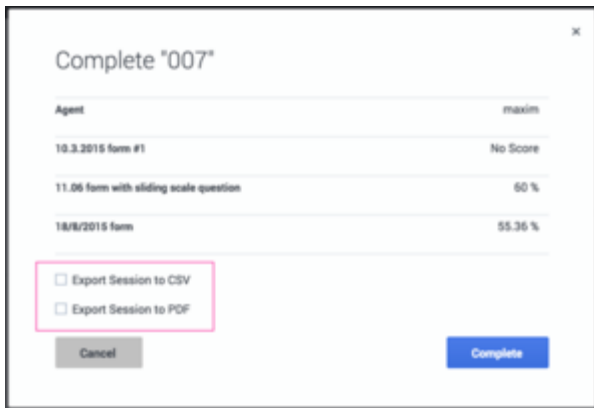 ×
Complete "007"
Agent maxim
10.3.2015 form #1 No Score
11.06 form with sliding scale question 60 %
18/8/2015 form 55.36 %
Export Session to CSV
Export Session to PDF
Cancel Complete